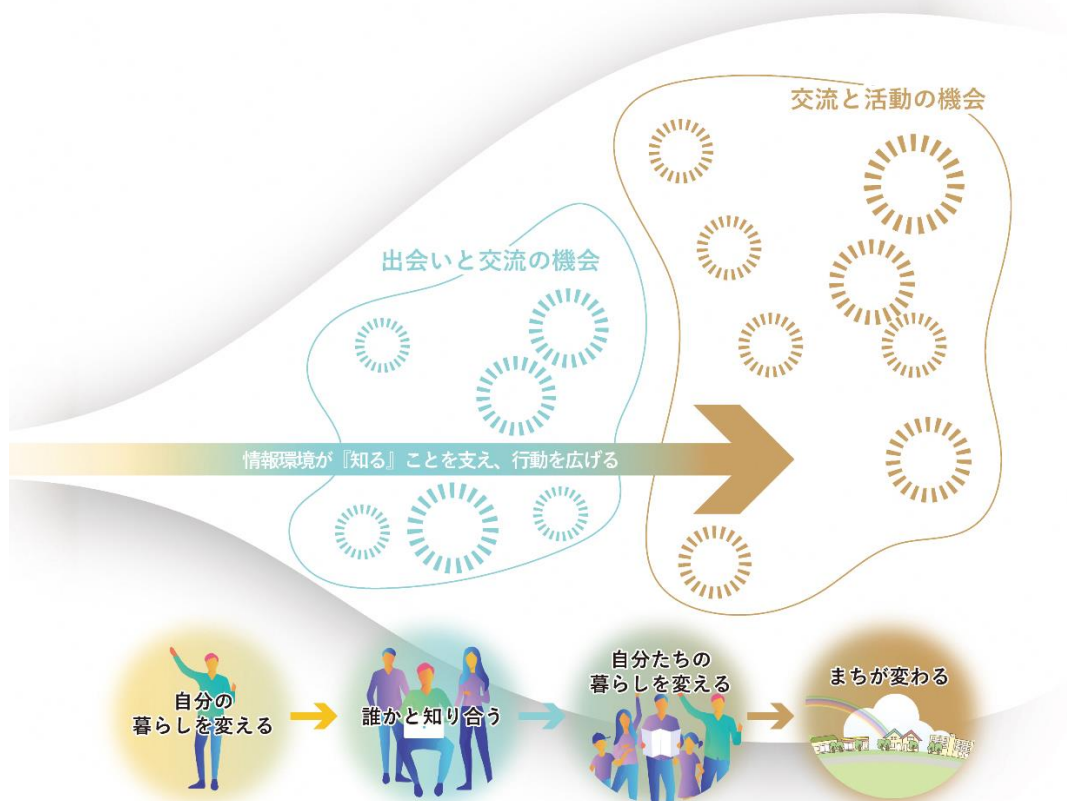 交流と活動の機会
出会いと交流の機会
情報環境が『知る』ことを支え、行動を広げる
自分の
暮らしを変える
誰かと知り合う
自分たちの
暮らしを変える
まちが変わる